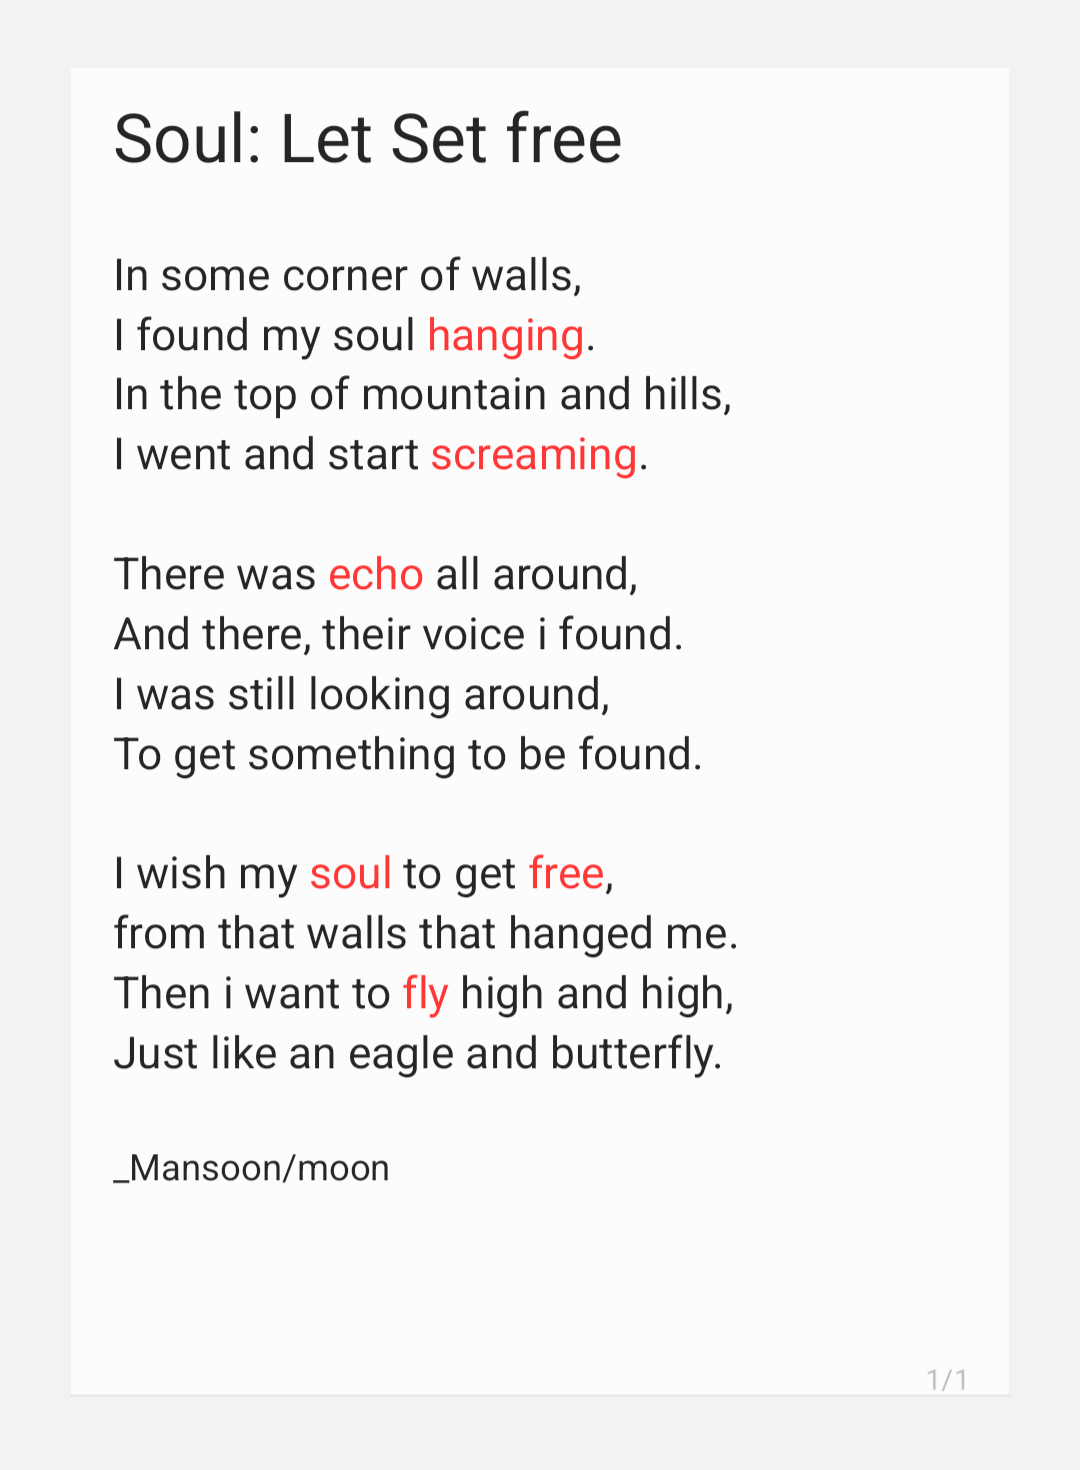 Soul: Let Set free
In some corner of walls,
I found my soul hanging.
In the top of mountain and hills,
I went and start screaming.
There was echo all around,
And there, their voice i found.
I was still looking around,
To get something to be found.
I wish my soul to get free,
from that walls that hanged me.
Then i want to fly high and high,
Just like an eagle and butterfly.
_Mansoon/moon
1/1